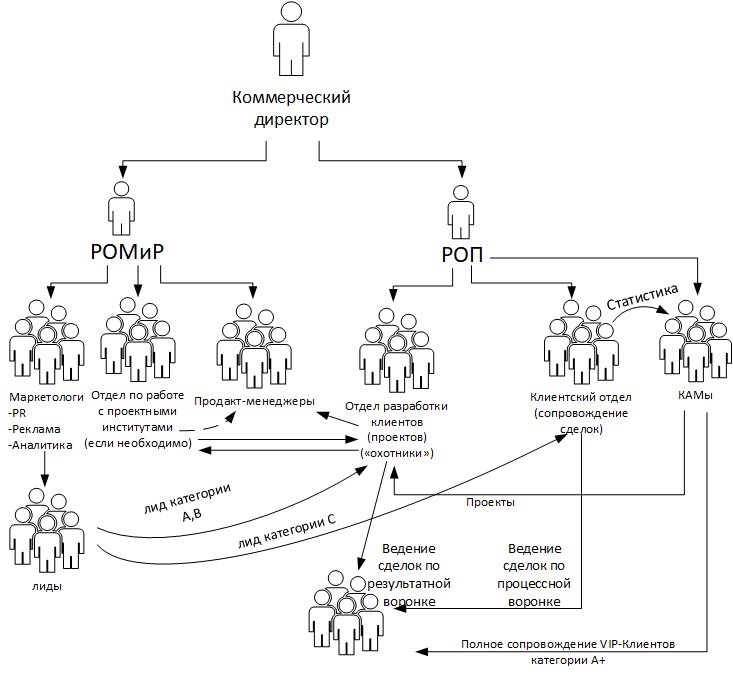 Коммерческий
директор
РОМиР
РОП
Статистика
Маркетологи
-PR
-Реклама
-Аналитика
Отдел по работе
с проектными
институтами
(если необходимо)
Продакт-менеджеры
Отдел разработки
клиентов
(проектов)
(«охотники»)
Клиентский отдел
(сопровождение
сделок)
КАМы
Проекты
лид категории
А,В
лид категории С
лиды
Ведение
сделок по
результатной
воронке
Ведение
сделок по
процессной
воронке
Полное сопровождение VIP-Клиентов
категории А+